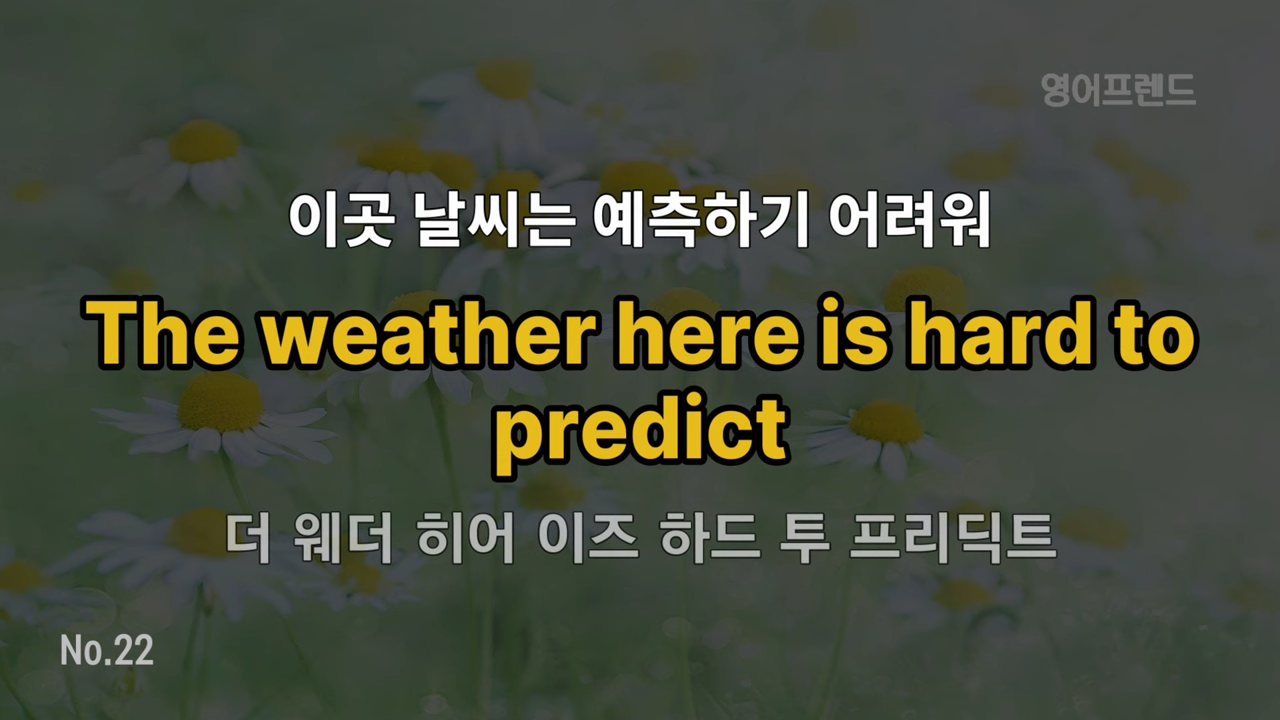 영어프렌드
이곳 날씨는 예측하기 어려워
The weather here is hard to
predict
더 웨더 히어 이즈 하드 투 프리딕트
No.22